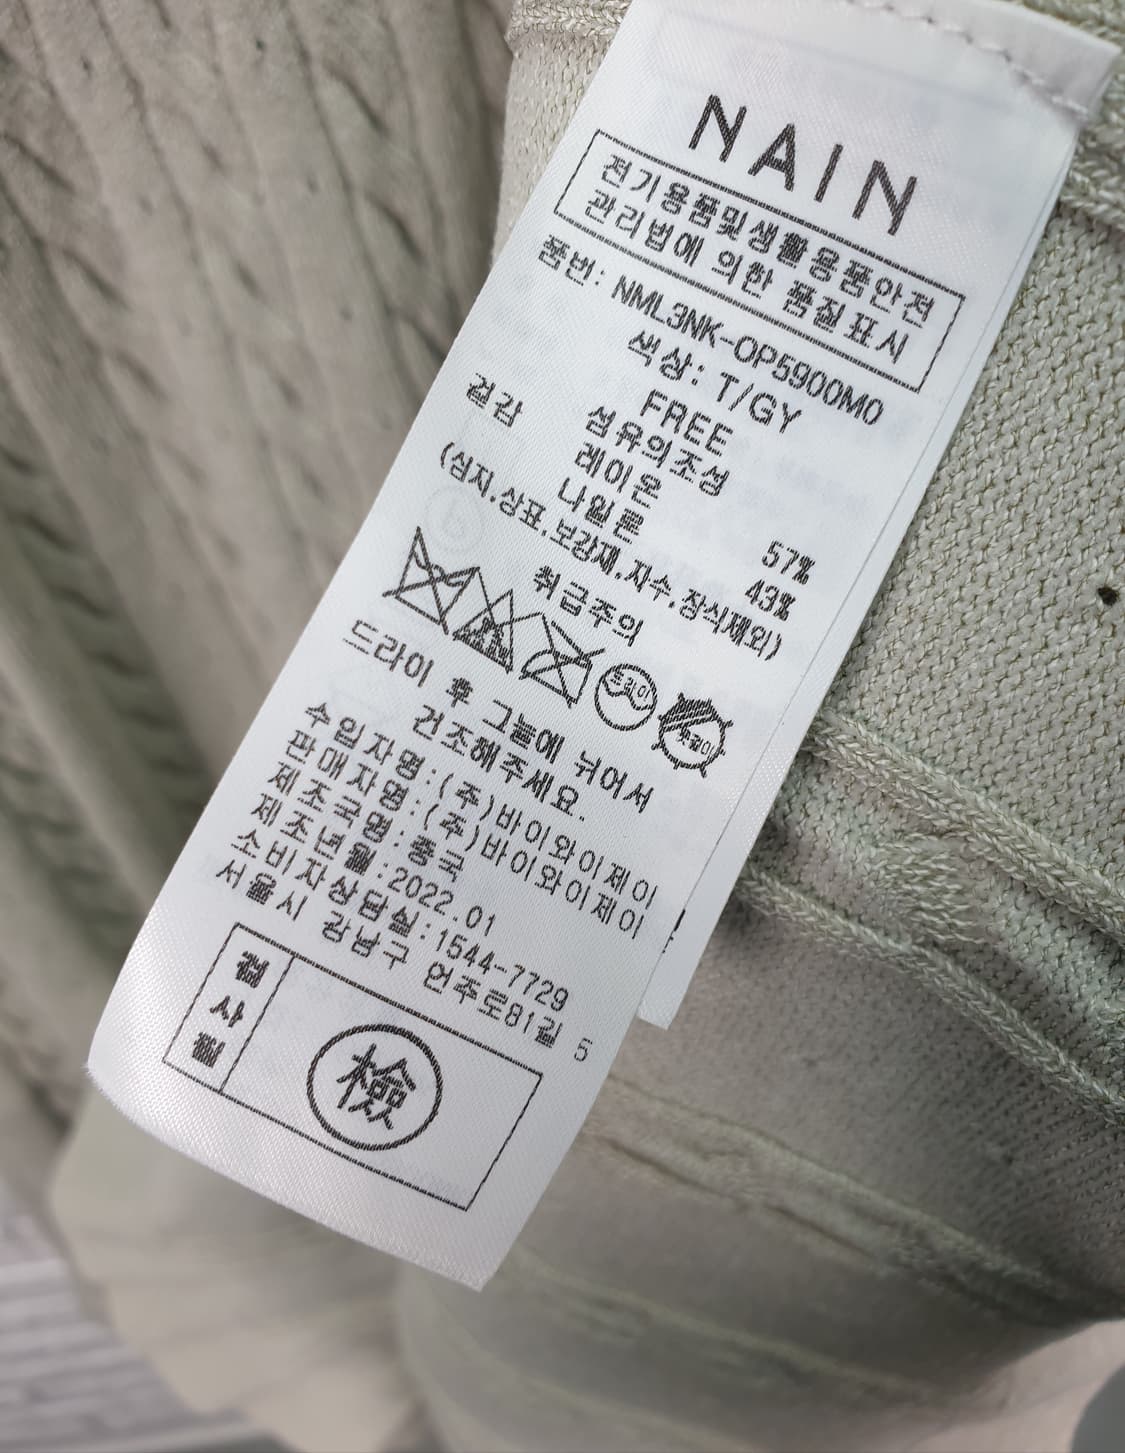 NAIN
전기용품및생활용품안전
관리법에 의한 품질표시
품번: NML3NK-OP5900MO
색상: T/GY
FREE
섬유의조성
겉감 레이온 57%
나일론 43%
(심지.상표.보강재.자수.장식제외)
취급주의
드라이
드라이
드라이 후 그늘에 뉘어서
건조해주세요.
수입자명:(주)바이와이제이
판매자명:(주)바이와이제이
제조국명:중국
제조년월:2022.01
소비자상담실:1544-7729
서울시 강남구 언주로81길 5
검사필
檢